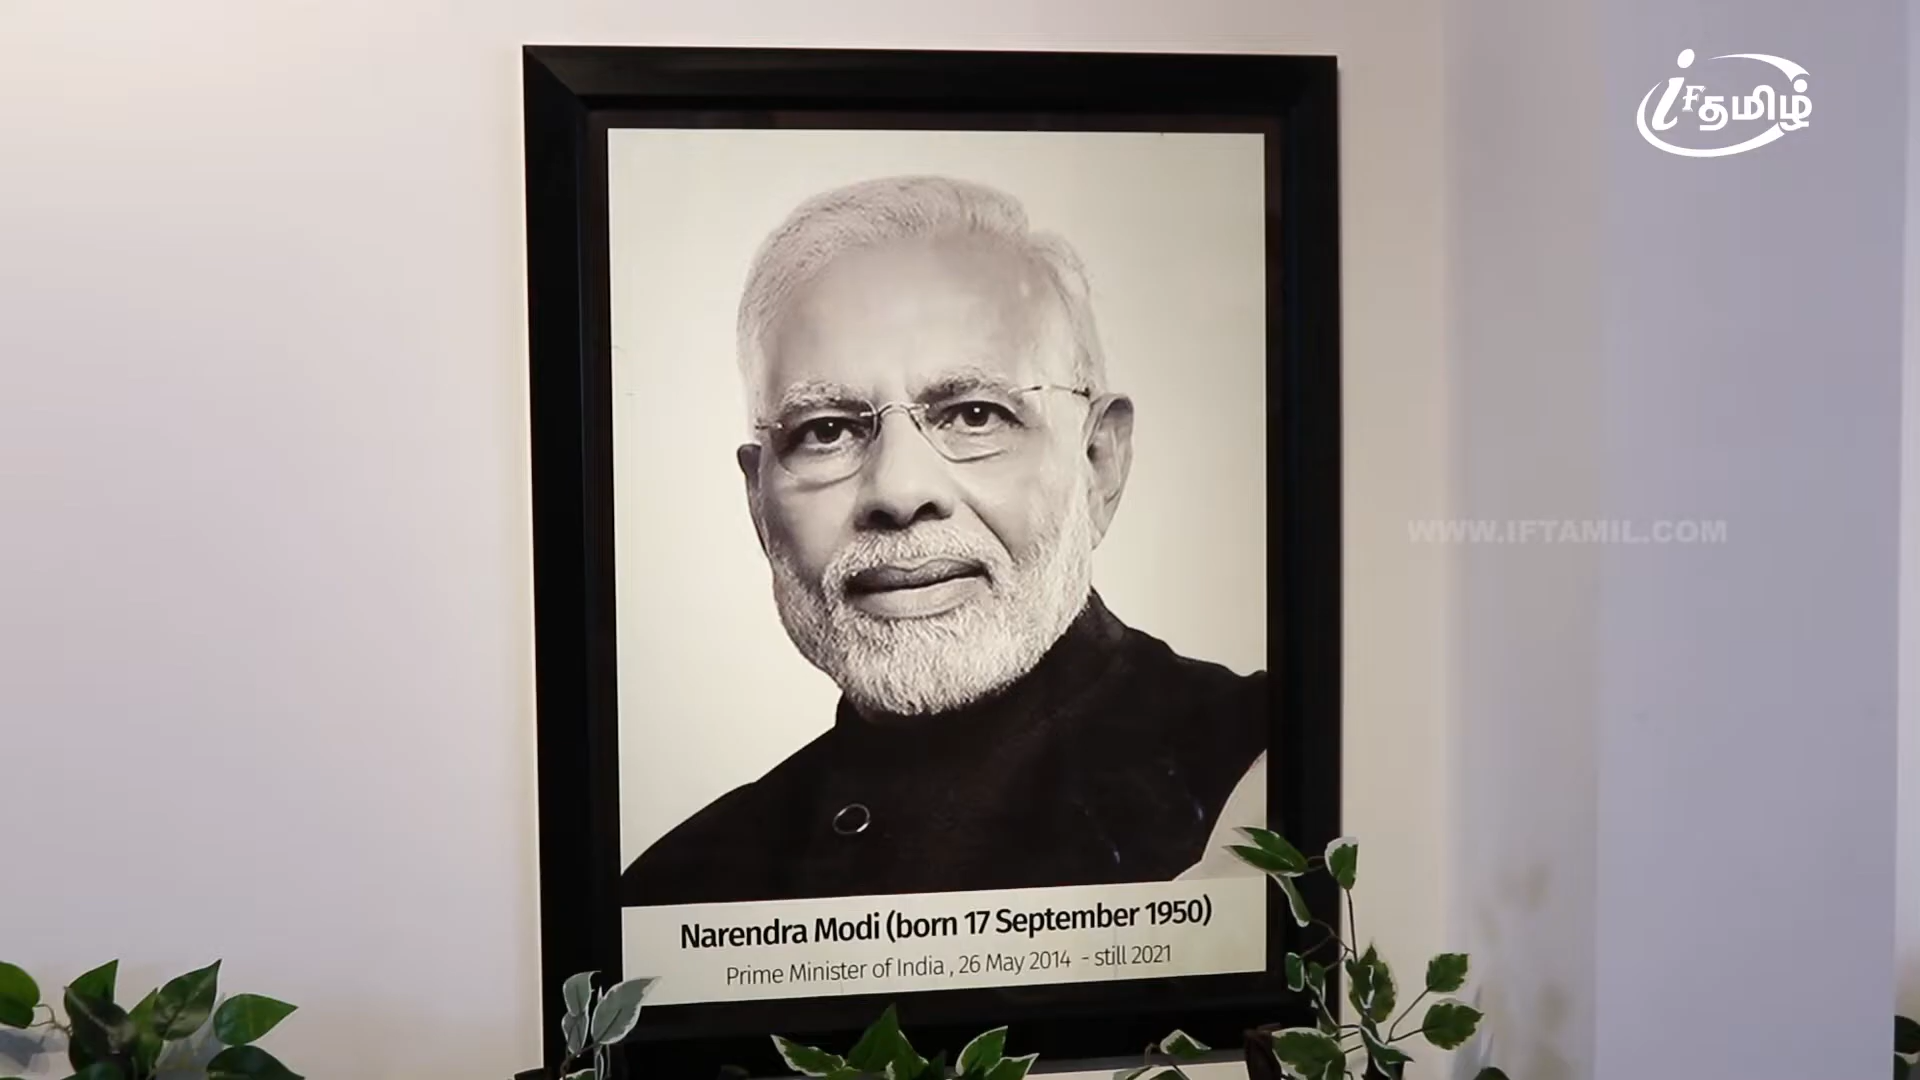 iFதமிழ்
WWW.IFTAMIL.COM
Narendra Modi (born 17 September 1950)
Prime Minister of India , 26 May 2014 - still 2021